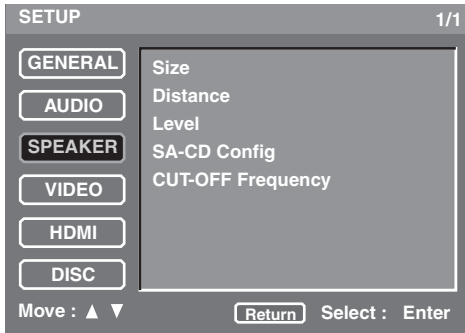 SETUP 1/1
GENERAL
AUDIO
SPEAKER
VIDEO
HDMI
DISC
Size
Distance
Level
SA-CD Config
CUT-OFF Frequency
Move : ▲ ▼ Return Select : Enter